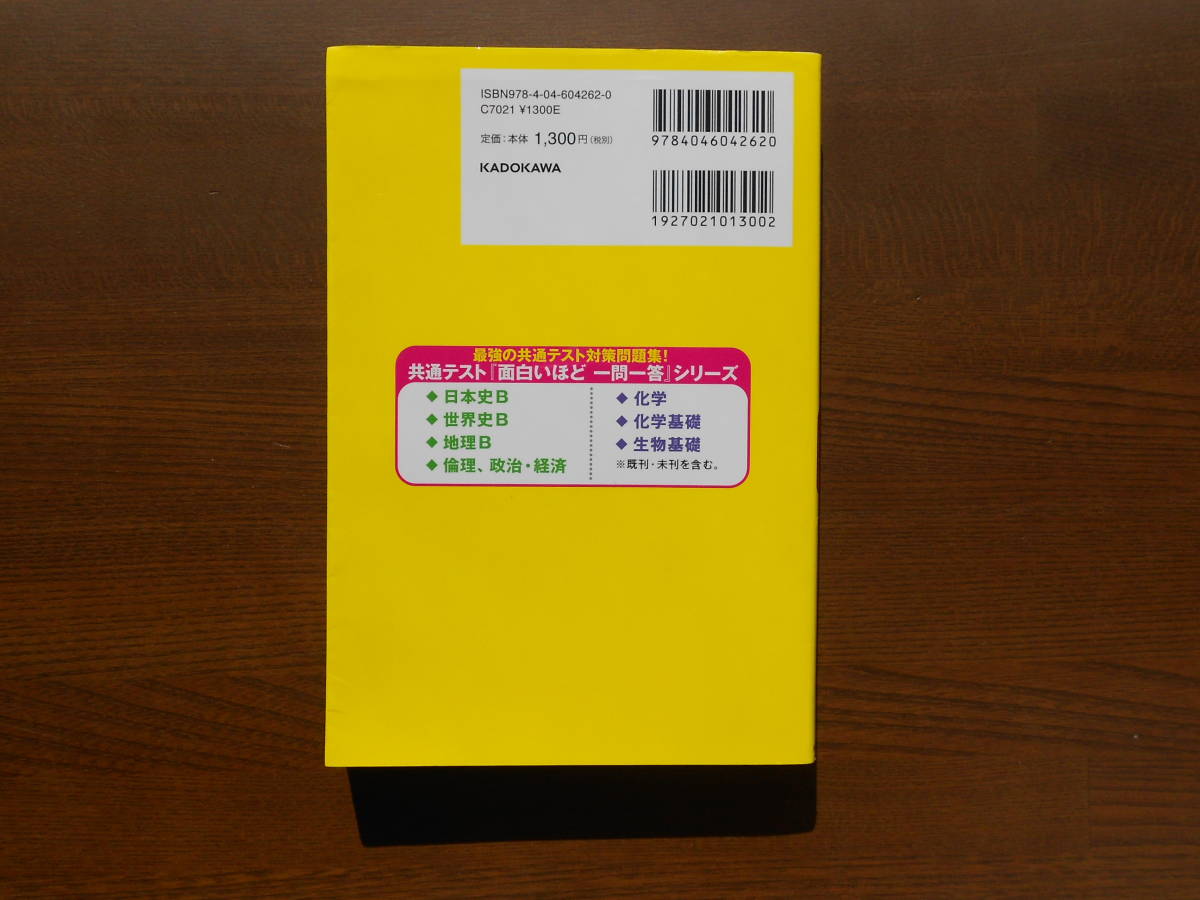 ISBN978-4-04-604262-0
C7021 ¥1300E
定価：本体 1,300円（税別）
KADOKAWA
9784046042620
1927021013002
最強の共通テスト対策問題集！
共通テスト『面白いほど 一問一答』シリーズ
◆ 日本史B
◆ 世界史B
◆ 地理B
◆ 倫理、政治・経済
◆ 化学
◆ 化学基礎
◆ 生物基礎
※既刊・未刊を含む。